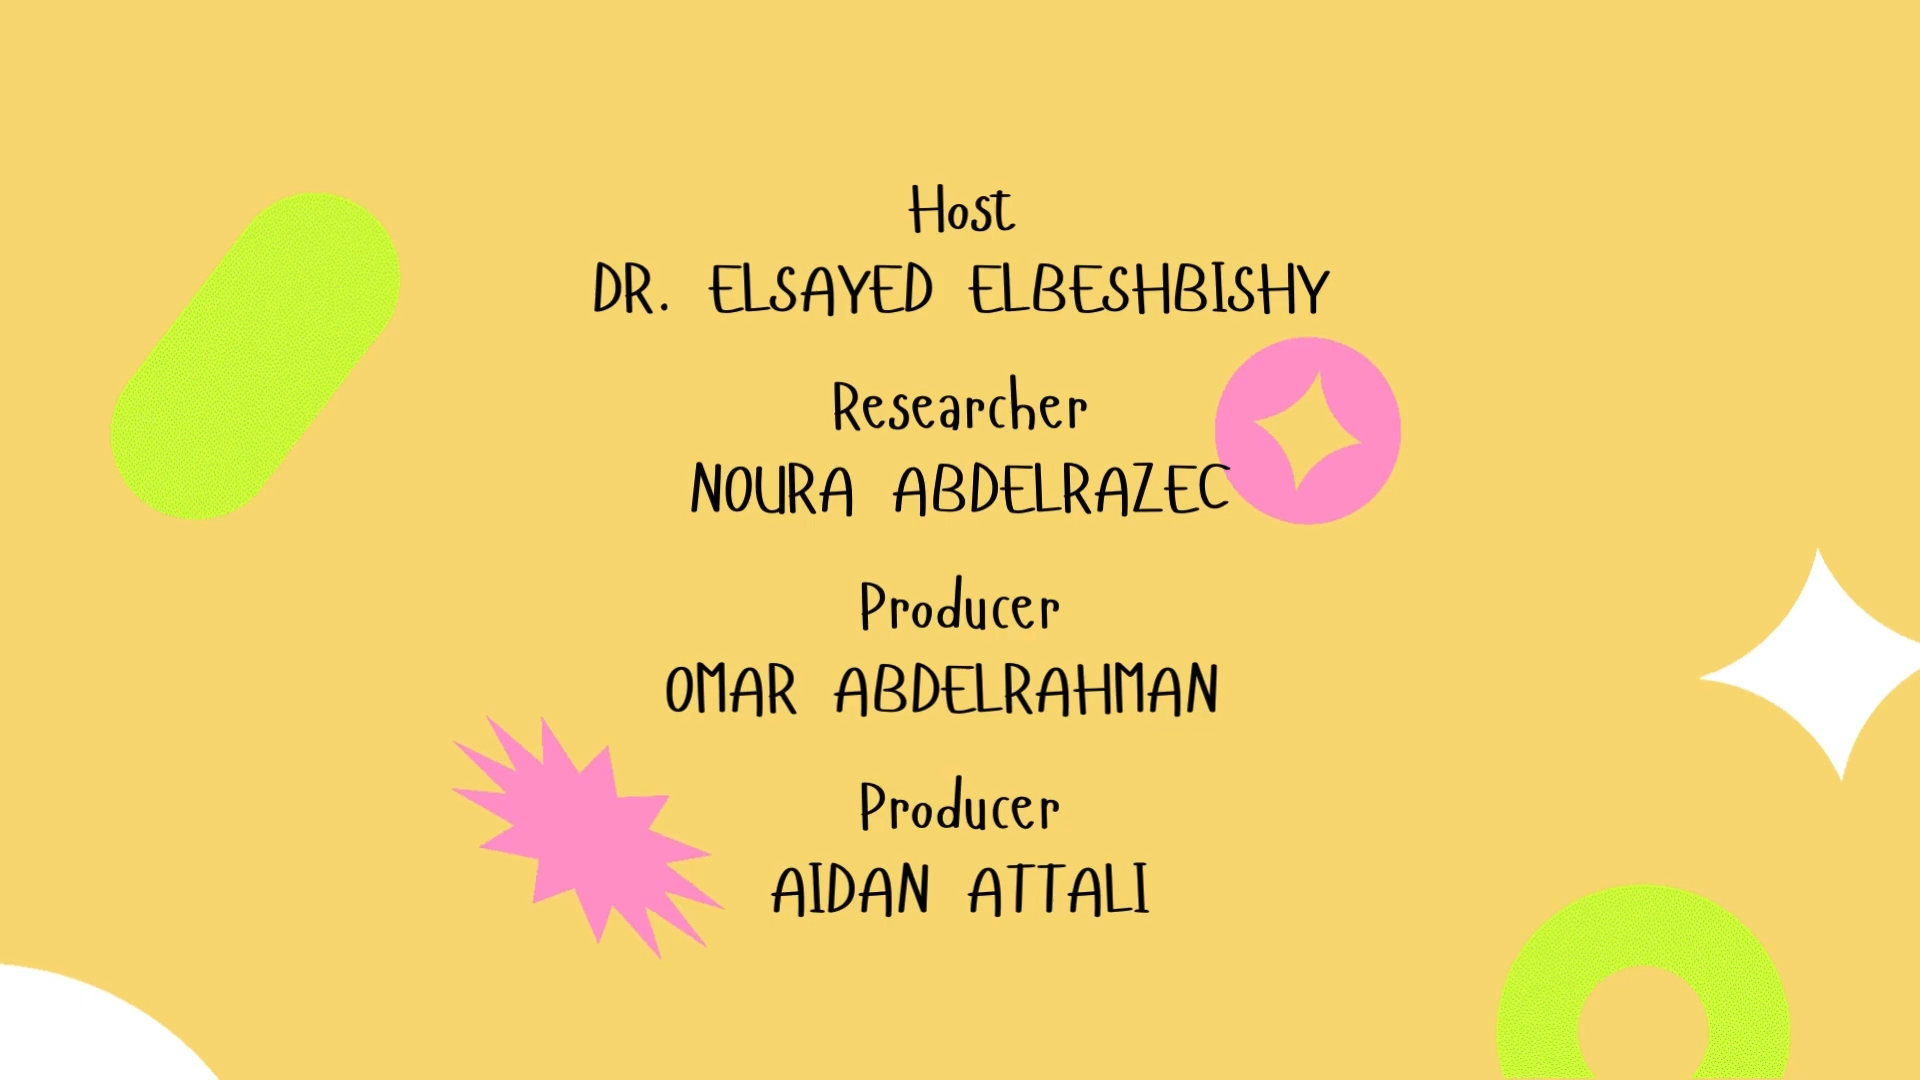 Host
DR. ELSAYED ELBESHBISHY
Researcher
NOURA ABDELRAZEC
Producer
OMAR ABDELRAHMAN
Producer
AIDAN ATTALI